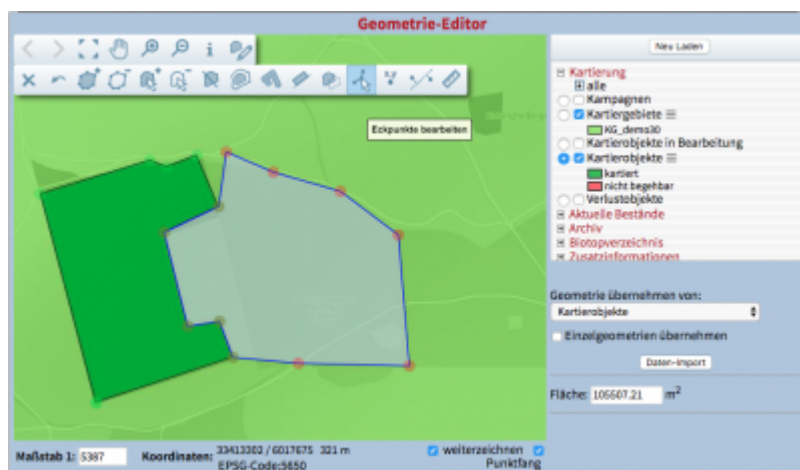 Geometrie-Editor
Neu Laden
Kartierung
alle
Kampagnen
Kartiergebiete
KG_demo30
Kartierobjekte in Bearbeitung
Kartierobjekte
kartiert
nicht begehbar
Verlustobjekte
Aktuelle Bestände
Archiv
Biotopverzeichnis
Zusatzinformationen
Eckpunkte bearbeiten
Geometrie übernehmen von:
Kartierobjekte
Einzelgeometrien übernehmen
Daten-Import
Fläche: 105507.21 m²
Maßstab 1: 5387
Koordinaten: 33413302 / 6017675 321 m
EPSG-Code:5650
weiterzeichnen
Punktfang